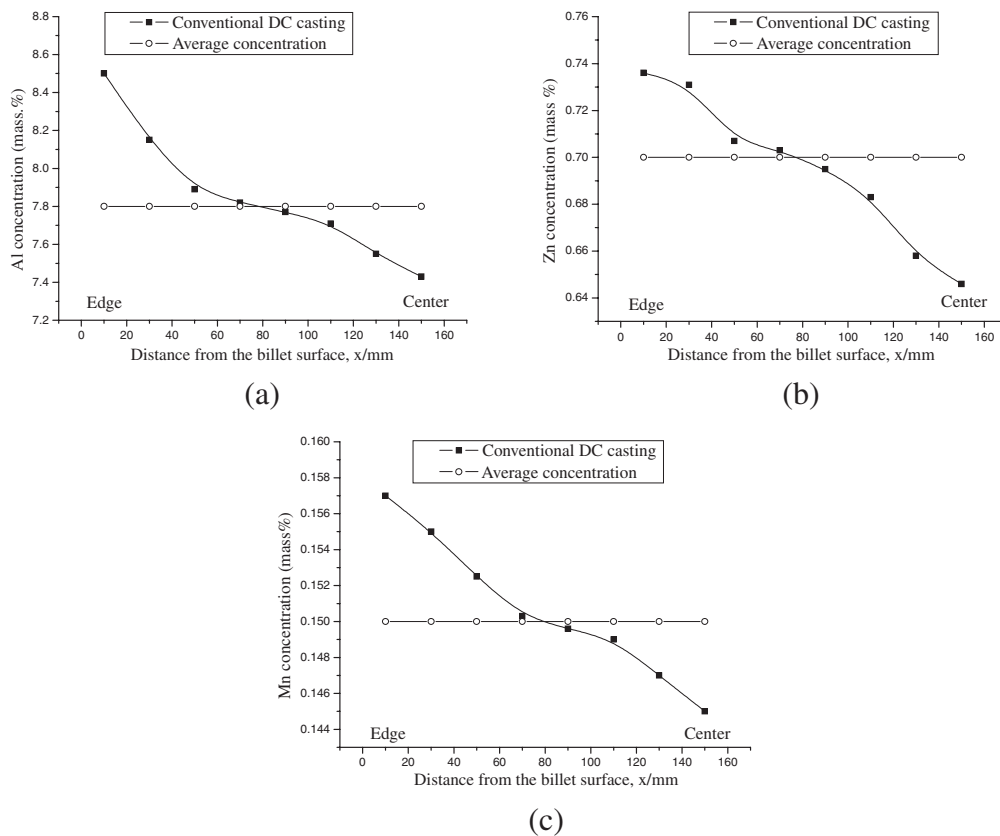 8.8
8.6
8.4
8.2
8.0
7.8
7.6
7.4
7.2
Al concentration (mass.%)
Conventional DC casting
Average concentration
Edge
Center
0 20 40 60 80 100 120 140 160
Distance from the billet surface, x/mm
(a)
0.76
0.74
0.72
0.70
0.68
0.66
0.64
Zn concentration (mass %)
Conventional DC casting
Average concentration
Edge
Center
0 20 40 60 80 100 120 140 160
Distance from the billet surface, x/mm
(b)
0.160
0.158
0.156
0.154
0.152
0.150
0.148
0.146
0.144
Mn concentration (mass%)
Conventional DC casting
Average concentration
Edge
Center
0 20 40 60 80 100 120 140 160
Distance from the billet surface, x/mm
(c)